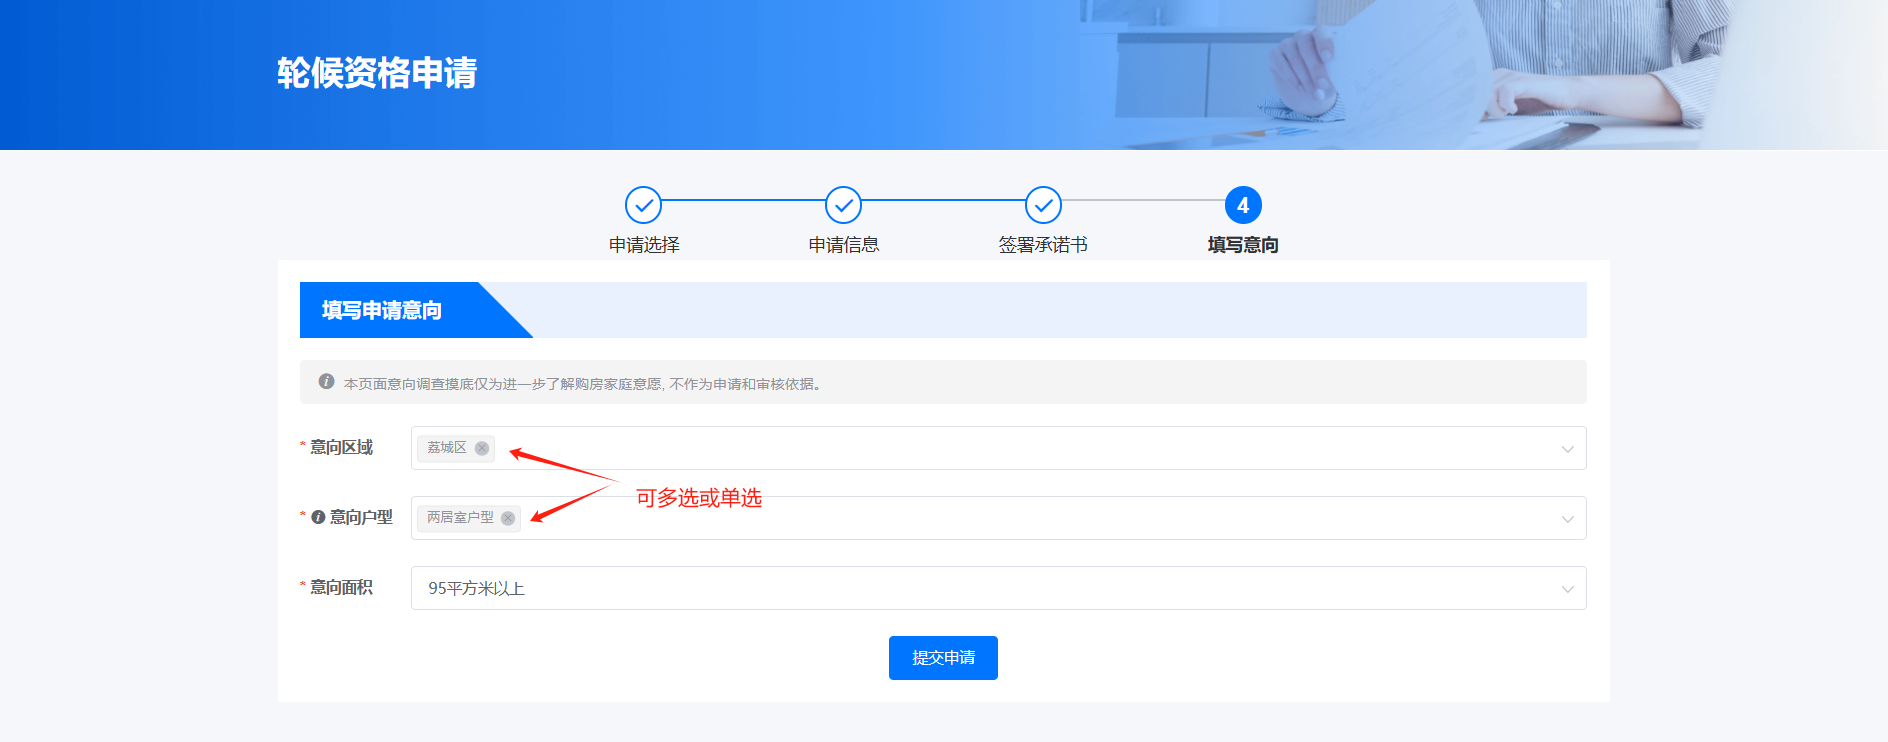 轮候资格申请
4
申请选择
申请信息
签署承诺书
填写意向
填写申请意向
本页面意向调查摸底仅为进一步了解购房家庭意愿, 不作为申请和审核依据。
* 意向区域
荔城区
可多选或单选
* 意向户型
两居室户型
* 意向面积
95平方米以上
提交申请